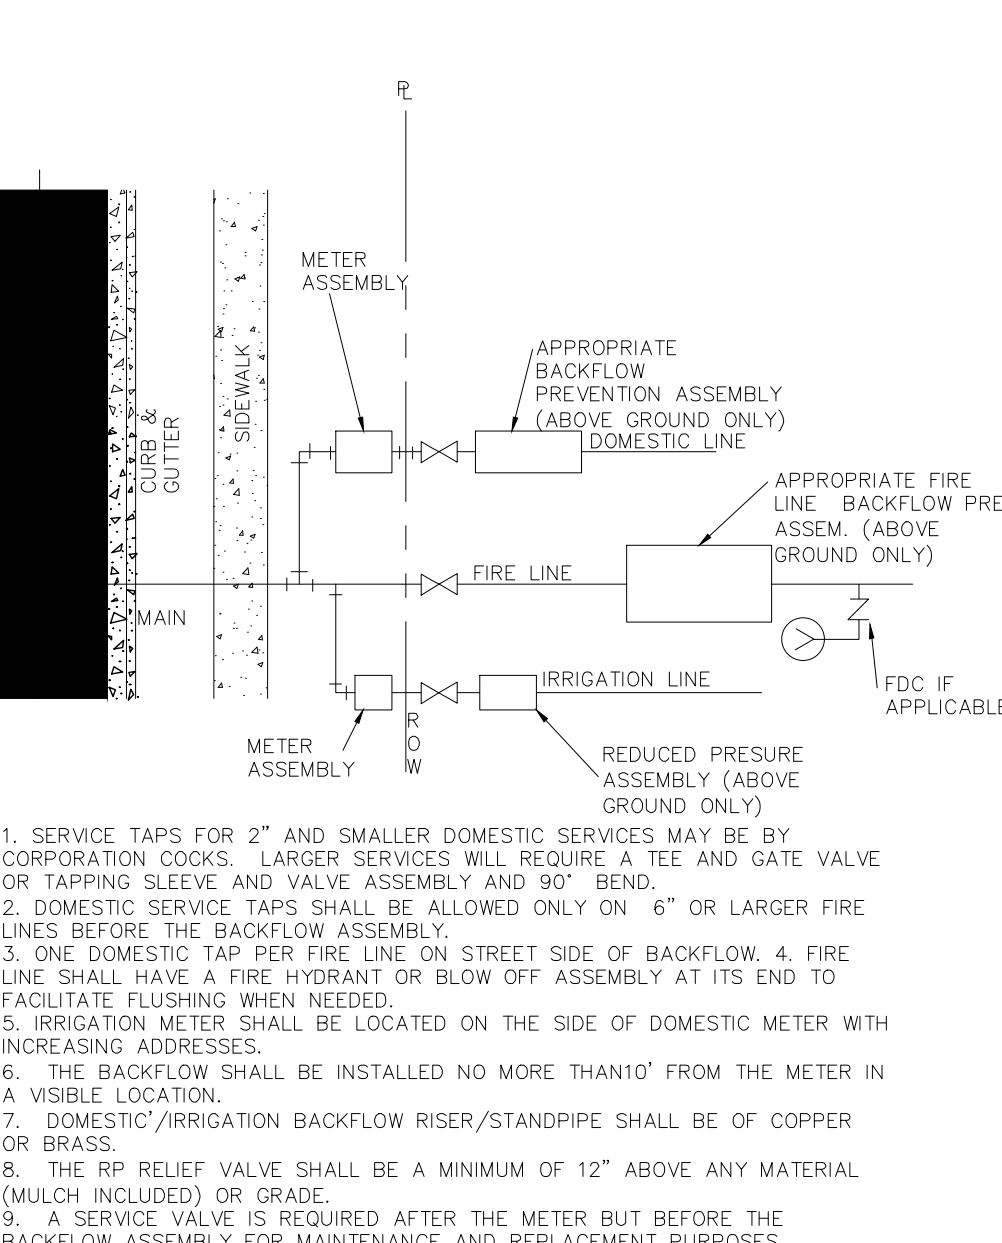 PL
METER
ASSEMBLY
APPROPRIATE
BACKFLOW
PREVENTION ASSEMBLY
(ABOVE GROUND ONLY)
DOMESTIC LINE
SIDEWALK
CURB &
GUTTER
APPROPRIATE FIRE
LINE BACKFLOW PRE
ASSEM. (ABOVE
GROUND ONLY)
FIRE LINE
MAIN
IRRIGATION LINE
FDC IF
APPLICABLE
ROW
METER
ASSEMBLY
REDUCED PRESURE
ASSEMBLY (ABOVE
GROUND ONLY)
1. SERVICE TAPS FOR 2" AND SMALLER DOMESTIC SERVICES MAY BE BY
CORPORATION COCKS. LARGER SERVICES WILL REQUIRE A TEE AND GATE VALVE
OR TAPPING SLEEVE AND VALVE ASSEMBLY AND 90° BEND.
2. DOMESTIC SERVICE TAPS SHALL BE ALLOWED ONLY ON 6" OR LARGER FIRE
LINES BEFORE THE BACKFLOW ASSEMBLY.
3. ONE DOMESTIC TAP PER FIRE LINE ON STREET SIDE OF BACKFLOW. 4. FIRE
LINE SHALL HAVE A FIRE HYDRANT OR BLOW OFF ASSEMBLY AT ITS END TO
FACILITATE FLUSHING WHEN NEEDED.
5. IRRIGATION METER SHALL BE LOCATED ON THE SIDE OF DOMESTIC METER WITH
INCREASING ADDRESSES.
6. THE BACKFLOW SHALL BE INSTALLED NO MORE THAN10' FROM THE METER IN
A VISIBLE LOCATION.
7. DOMESTIC'/IRRIGATION BACKFLOW RISER/STANDPIPE SHALL BE OF COPPER
OR BRASS.
8. THE RP RELIEF VALVE SHALL BE A MINIMUM OF 12" ABOVE ANY MATERIAL
(MULCH INCLUDED) OR GRADE.
9. A SERVICE VALVE IS REQUIRED AFTER THE METER BUT BEFORE THE
BACKFLOW ASSEMBLY FOR MAINTENANCE AND REPLACEMENT PURPOSES